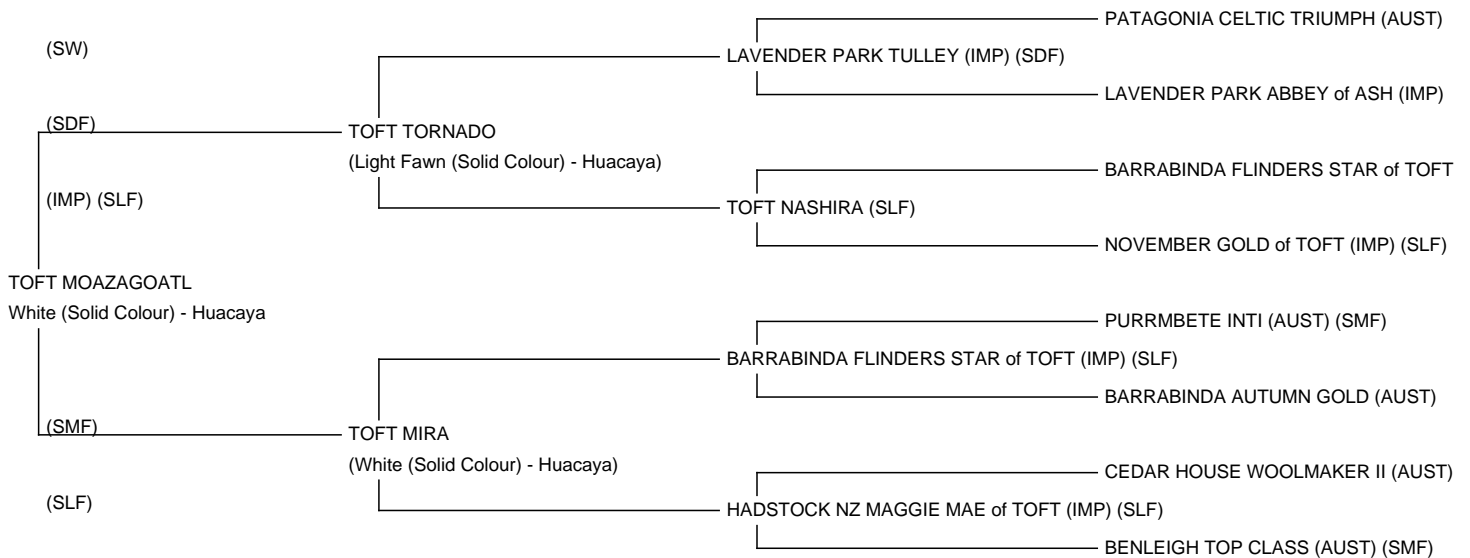 PATAGONIA CELTIC TRIUMPH (AUST)
(SW)
LAVENDER PARK TULLEY (IMP) (SDF)
LAVENDER PARK ABBEY of ASH (IMP)
(SDF)
TOFT TORNADO
(Light Fawn (Solid Colour) - Huacaya)
BARRABINDA FLINDERS STAR of TOFT
(IMP) (SLF)
TOFT NASHIRA (SLF)
NOVEMBER GOLD of TOFT (IMP) (SLF)
TOFT MOAZAGOATL
White (Solid Colour) - Huacaya
PURRMBETE INTI (AUST) (SMF)
BARRABINDA FLINDERS STAR of TOFT (IMP) (SLF)
BARRABINDA AUTUMN GOLD (AUST)
(SMF)
TOFT MIRA
(White (Solid Colour) - Huacaya)
CEDAR HOUSE WOOLMAKER II (AUST)
(SLF)
HADSTOCK NZ MAGGIE MAE of TOFT (IMP) (SLF)
BENLEIGH TOP CLASS (AUST) (SMF)